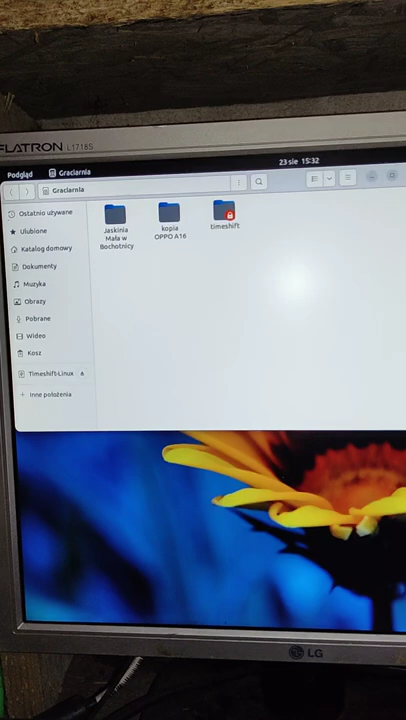 FLATRON L1718S
Podgląd Graciarnia 23 sie 15:32
Graciarnia
Ostatnio używane
Ulubione
Katalog domowy
Dokumenty
Muzyka
Obrazy
Pobrane
Wideo
Kosz
Timeshift-Linux
Inne położenia
Jaskinia
Mała w
Bochotnicy
kopia
OPPO A16
timeshift
LG